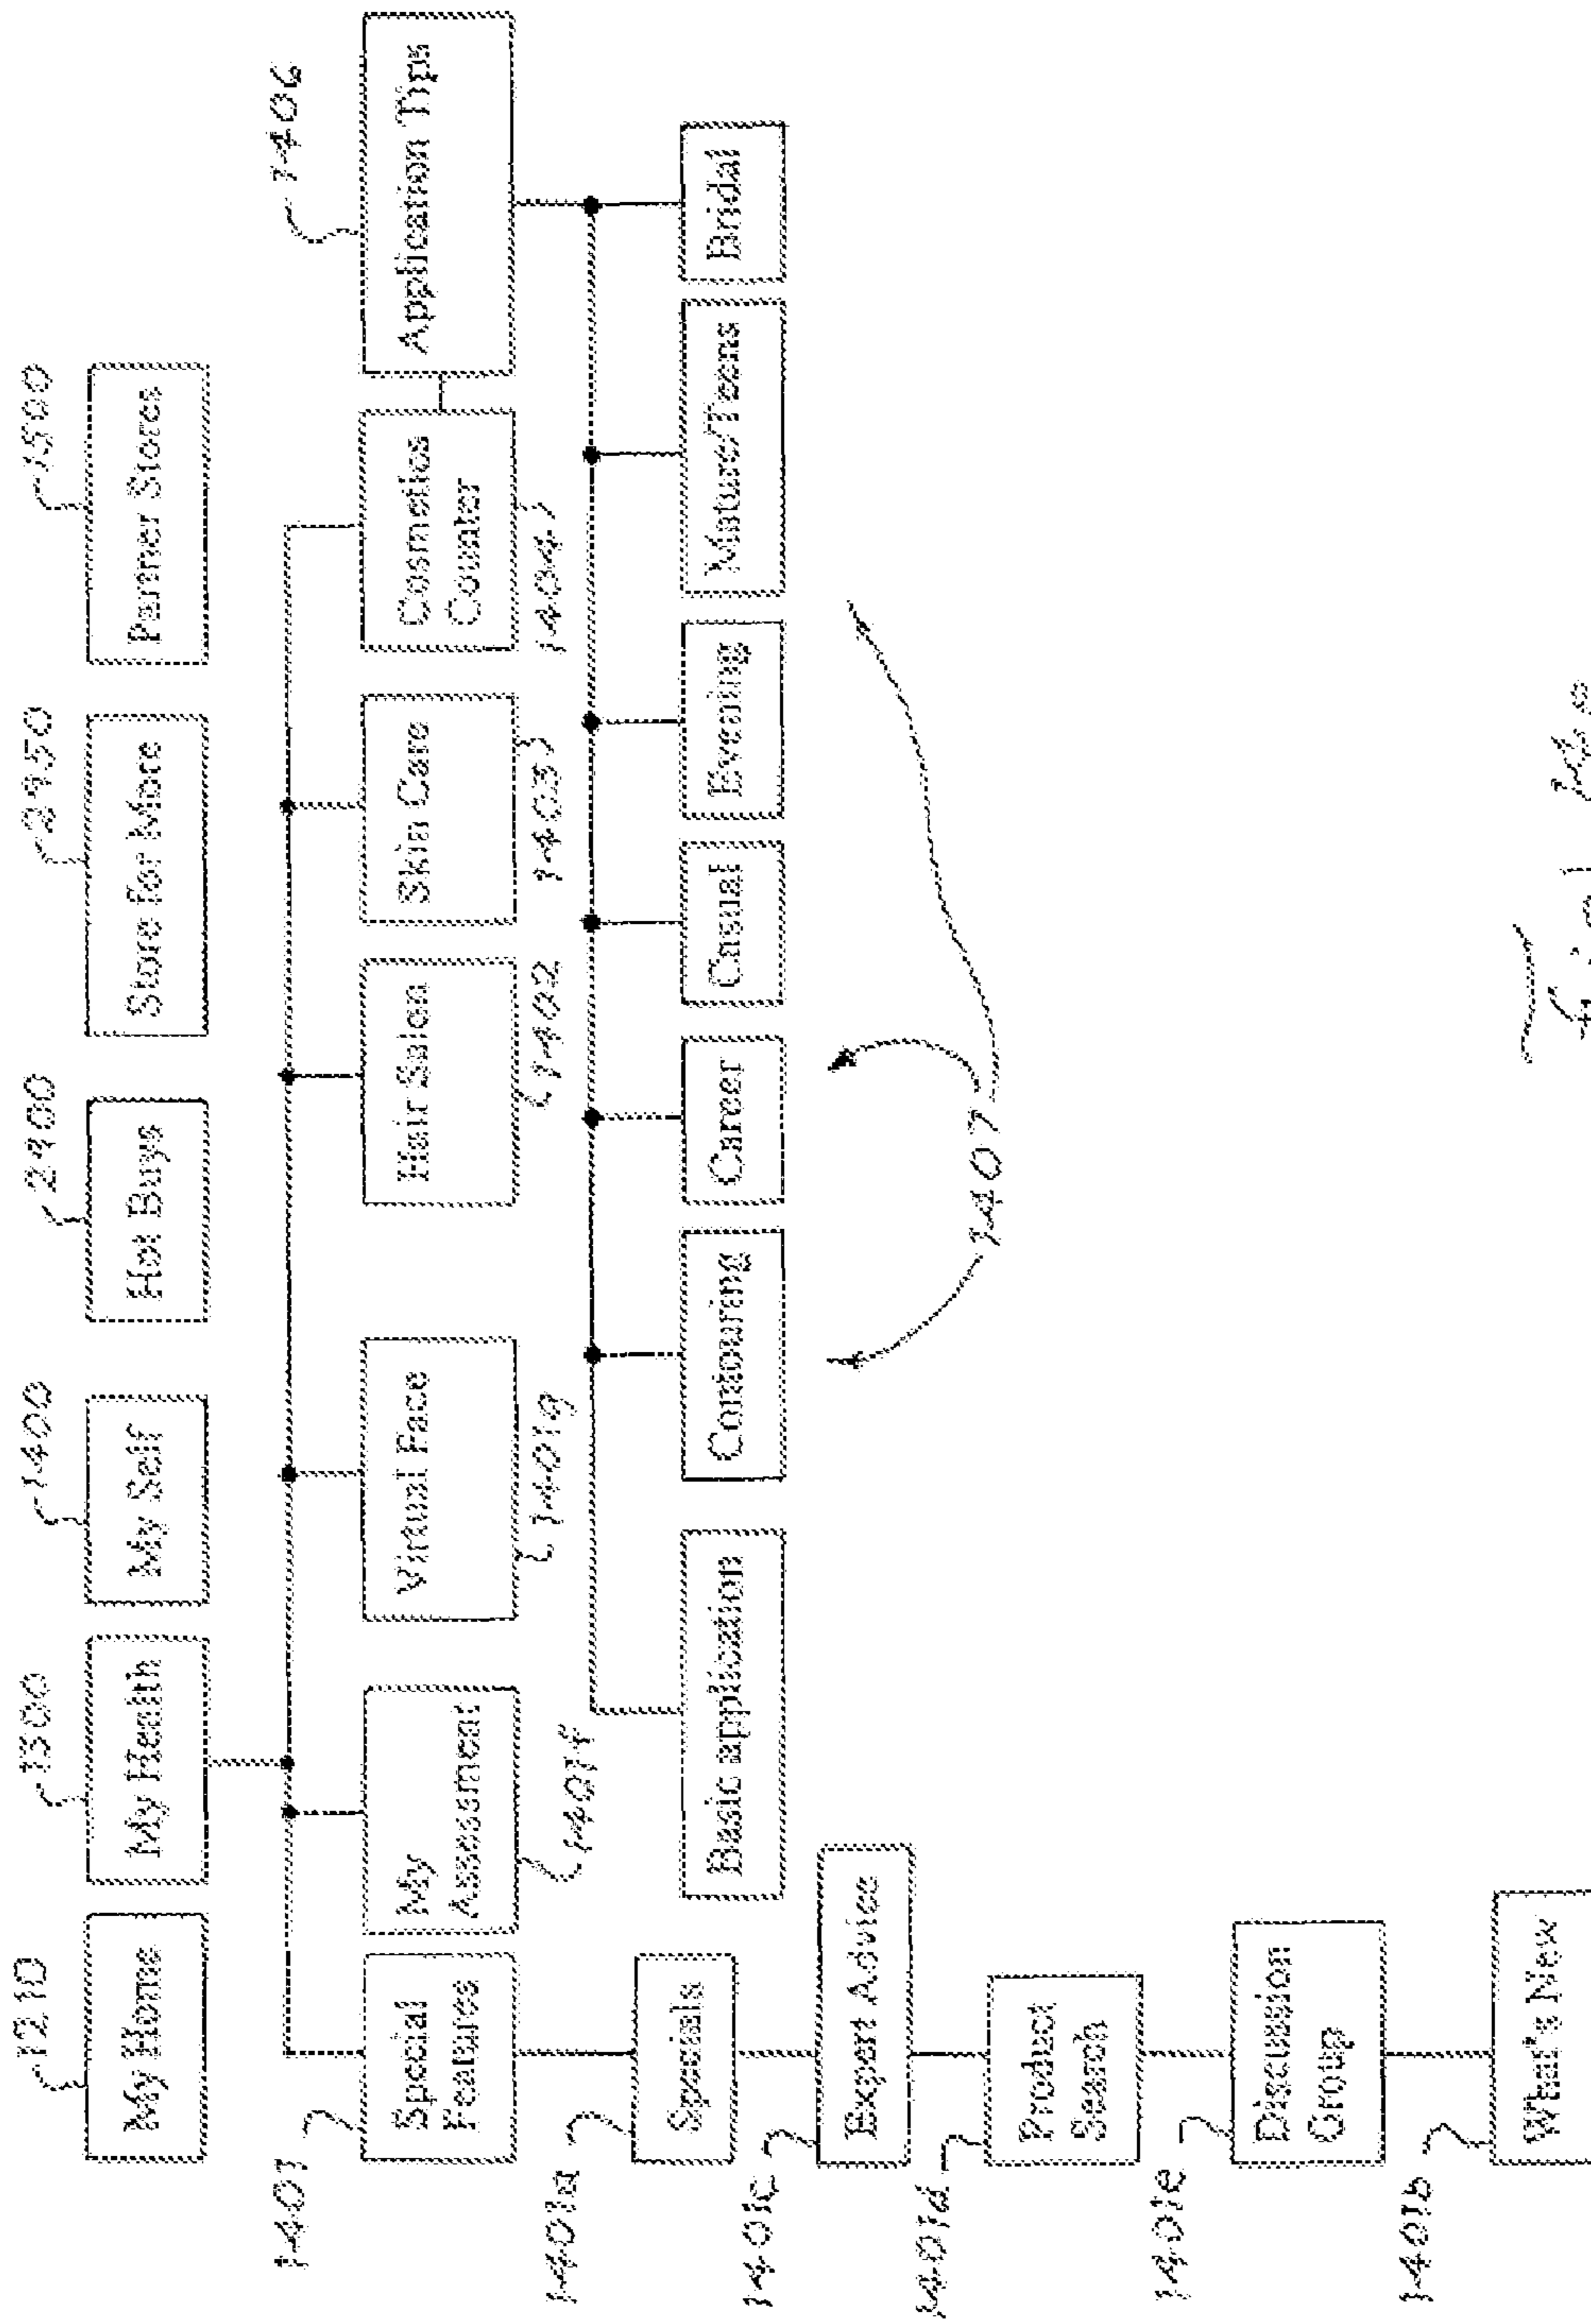 1210
1300
1400
2900
2950
1500
My Home
My Health
My Self
Hot Buys
Store for More
Partner Stores
1401
1406
Special
Features
My
Assessment
Virtual Face
Hair Salon
Skin Care
Cosmetics
Counter
Application Tips
1401f
1401g
1402
1403
1404
1401a
Specials
Basic application
Contouring
Career
Casual
Evening
Mature/Teens
Bridal
1401c
Expert Advice
1407
1401d
Product
Search
1401e
Discussion
Group
1401b
What's New